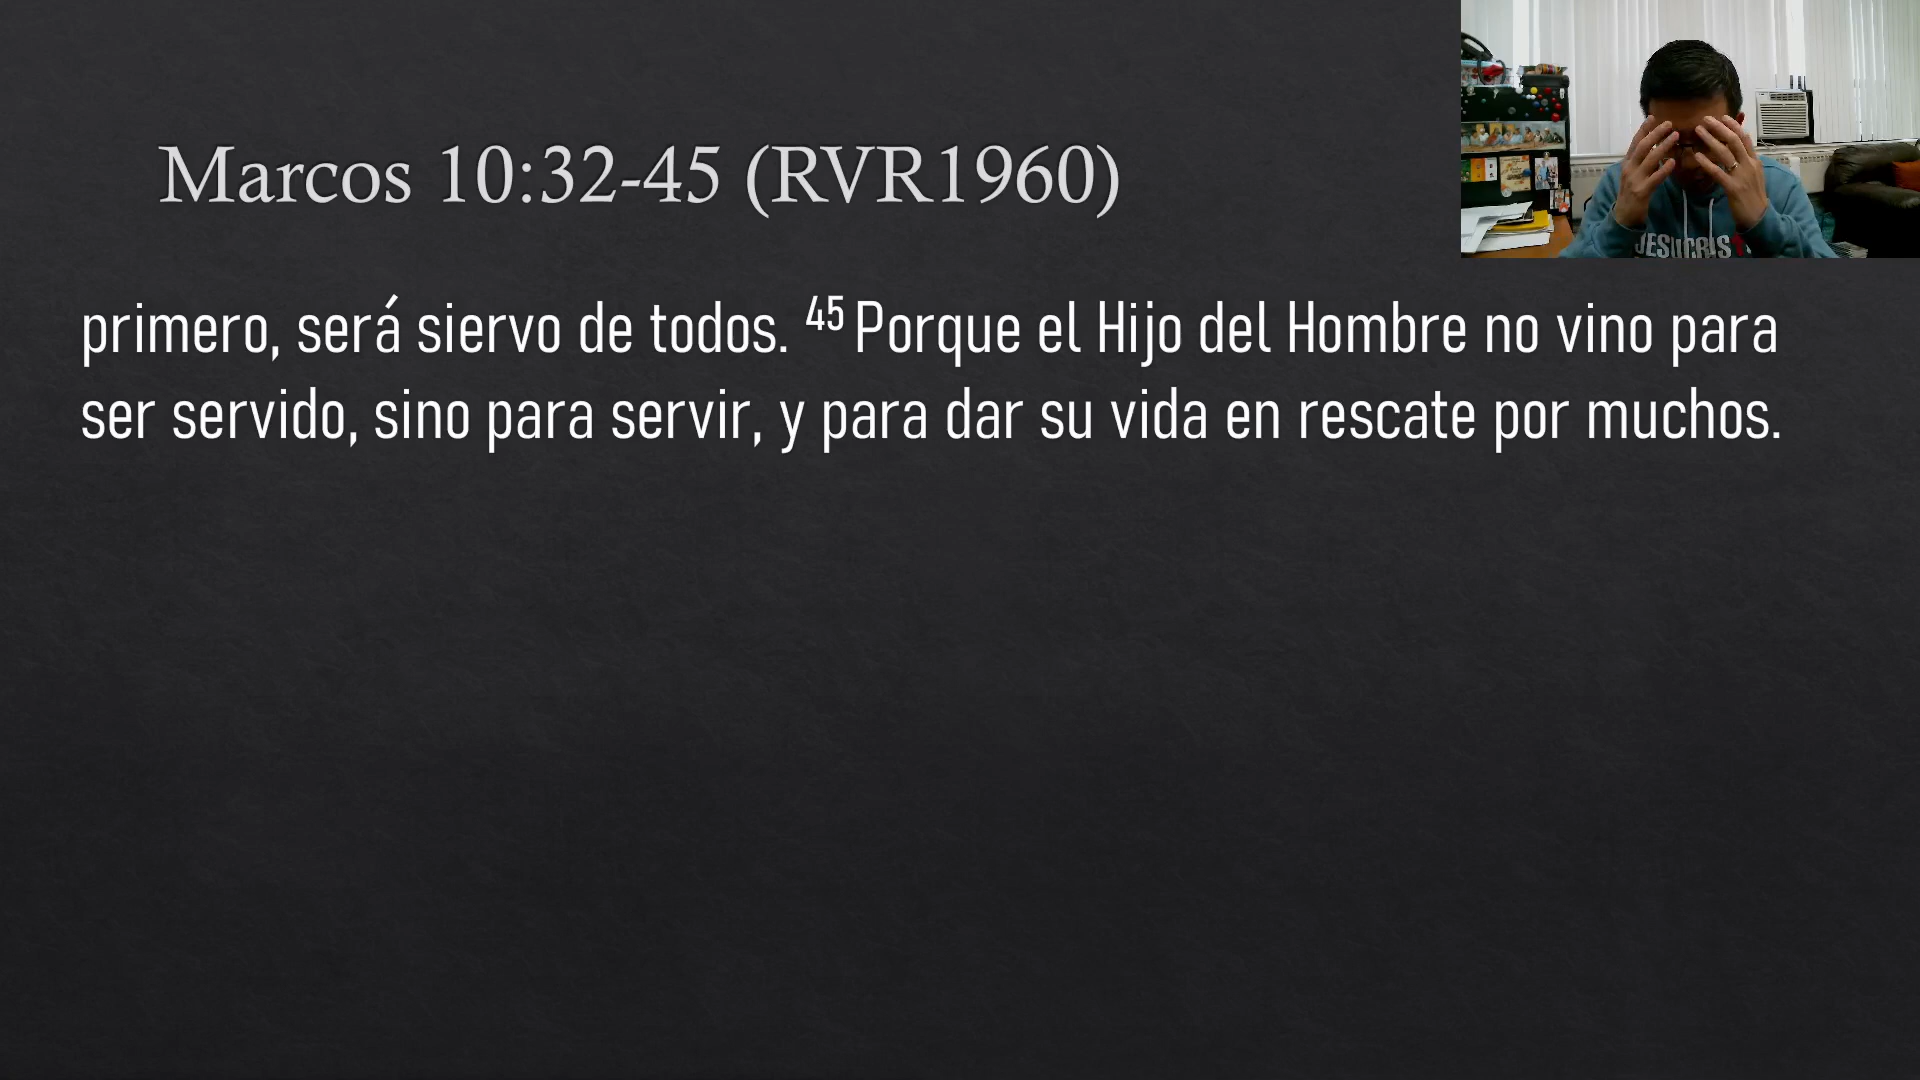 Marcos 10:32-45 (RVR1960)
primero, será siervo de todos. 45 Porque el Hijo del Hombre no vino para
ser servido, sino para servir, y para dar su vida en rescate por muchos.
JESUCRIS